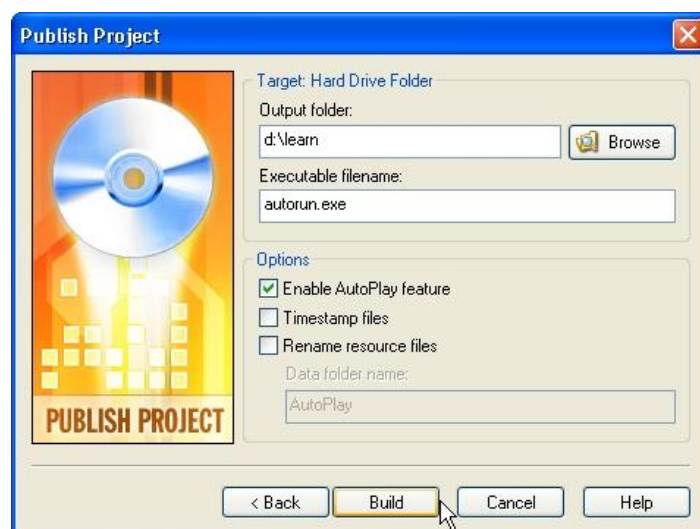 Publish Project
Target: Hard Drive Folder
Output folder:
d:\learn
Browse
Executable filename:
autorun.exe
Options
Enable AutoPlay feature
Timestamp files
Rename resource files
Data folder name:
AutoPlay
PUBLISH PROJECT
< Back
Build
Cancel
Help